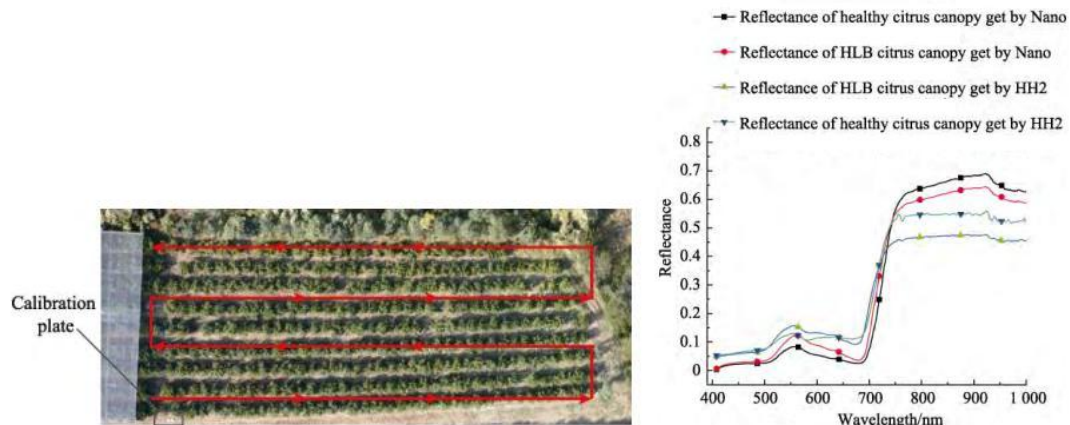 Calibration
plate
Reflectance of healthy citrus canopy get by Nano
Reflectance of HLB citrus canopy get by Nano
Reflectance of HLB citrus canopy get by HH2
Reflectance of healthy citrus canopy get by HH2
0.8
0.7
0.6
0.5
0.4
0.3
0.2
0.1
0
Reflectance
400 500 600 700 800 900 1 000
Wavelength/nm